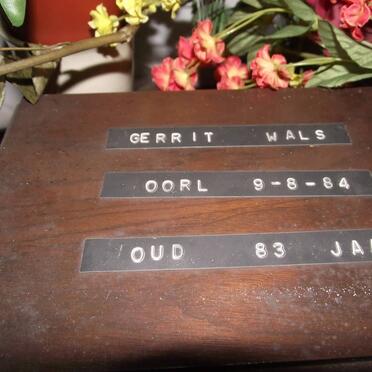 GERRIT WALS
OORL 9-8-84
OUD 83 JA